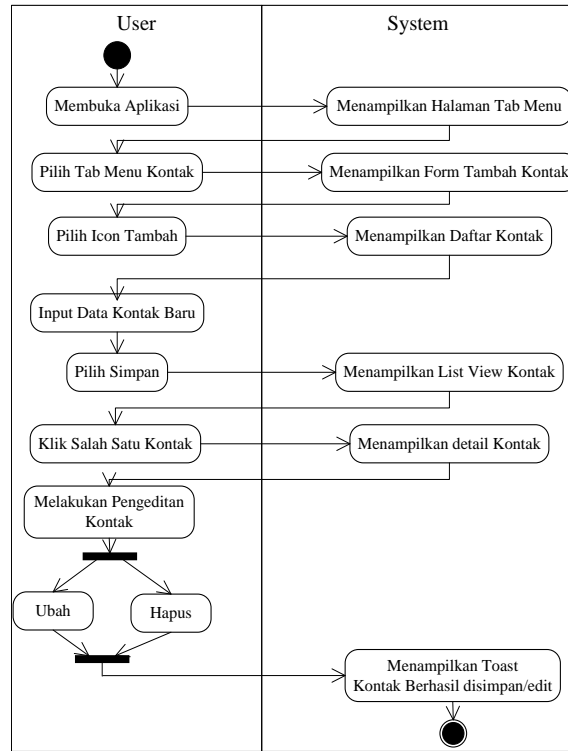 User
System
Membuka Aplikasi
Menampilkan Halaman Tab Menu
Pilih Tab Menu Kontak
Menampilkan Form Tambah Kontak
Pilih Icon Tambah
Menampilkan Daftar Kontak
Input Data Kontak Baru
Pilih Simpan
Menampilkan List View Kontak
Klik Salah Satu Kontak
Menampilkan detail Kontak
Melakukan Pengeditan
Kontak
Ubah
Hapus
Menampilkan Toast
Kontak Berhasil disimpan/edit